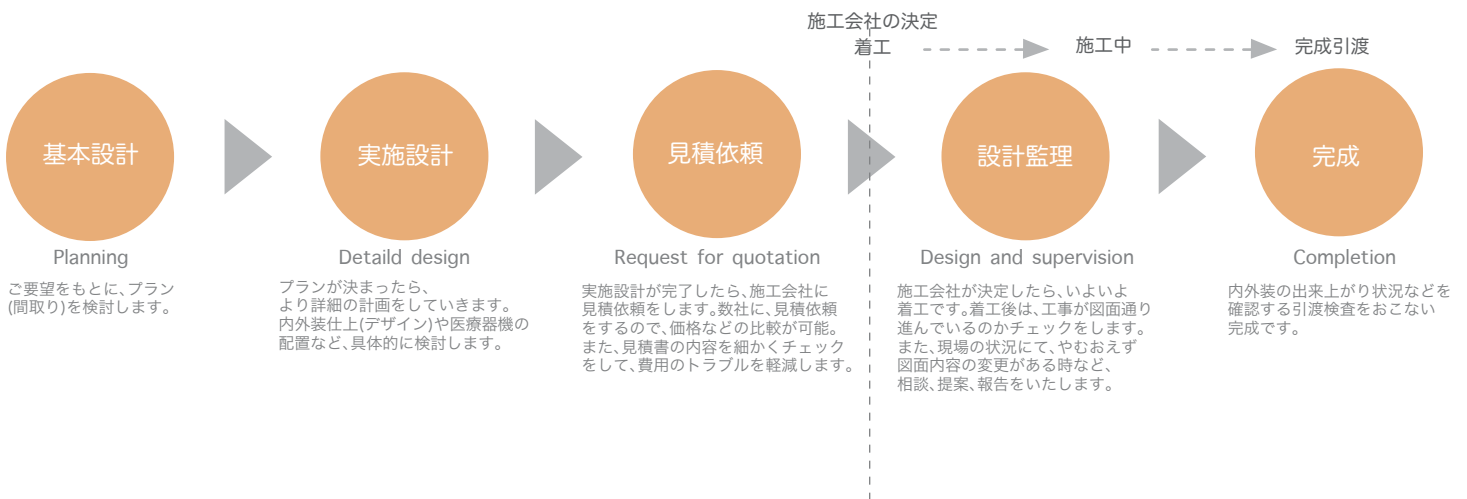 施工会社の決定
着工
施工中
完成引渡
基本設計
Planning
ご要望をもとに、プラン
(間取り)を検討します。
実施設計
Detaild design
プランが決まったら、
より詳細の計画をしていきます。
内外装仕上(デザイン)や医療器機の
配置など、具体的に検討します。
見積依頼
Request for quotation
実施設計が完了したら、施工会社に
見積依頼をします。数社に、見積依頼
をするので、価格などの比較が可能。
また、見積書の内容を細かくチェック
をして、費用のトラブルを軽減します。
設計監理
Design and supervision
施工会社が決定したら、いよいよ
着工です。着工後は、工事が図面通り
進んでいるのかチェックをします。
また、現場の状況にて、やむおえず
図面内容の変更がある時など、
相談、提案、報告をいたします。
完成
Completion
内外装の出来上がり状況などを
確認する引渡検査をおこない
完成です。